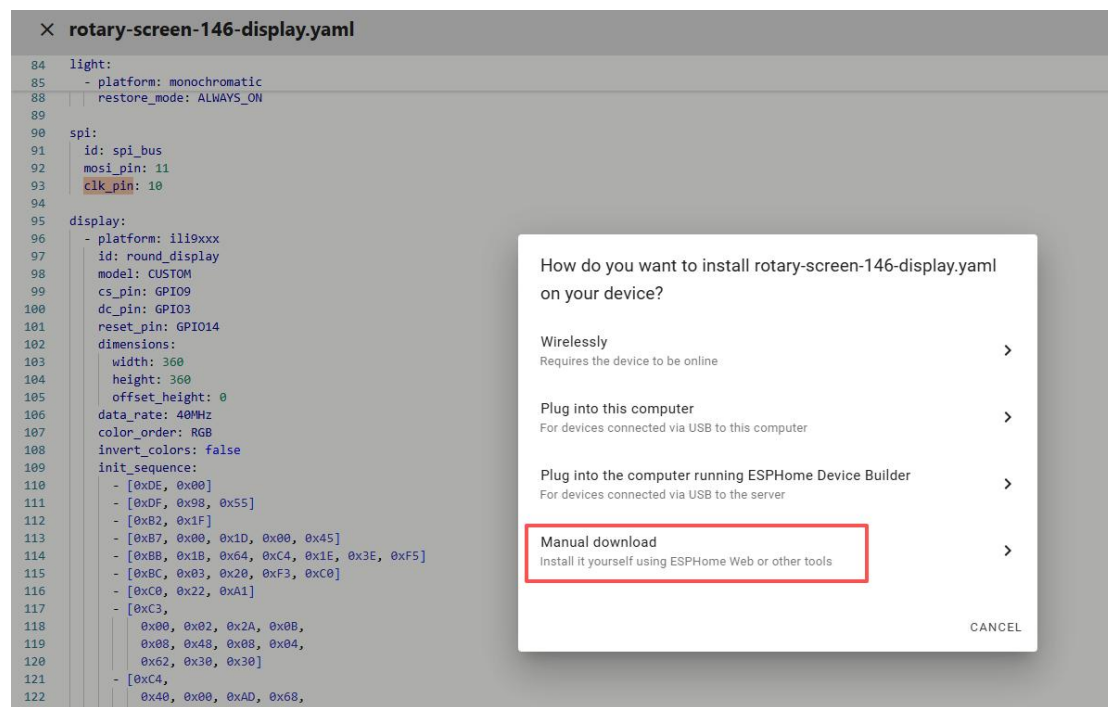 × rotary-screen-146-display.yaml
84 light:
85 - platform: monochromatic
88 restore_mode: ALWAYS_ON
89
90 spi:
91 id: spi_bus
92 mosi_pin: 11
93 clk_pin: 10
94
95 display:
96 - platform: ili9xxx
97 id: round_display
98 model: CUSTOM
99 cs_pin: GPIO9
100 dc_pin: GPIO3
101 reset_pin: GPIO14
102 dimensions:
103 width: 360
104 height: 360
105 offset_height: 0
106 data_rate: 40MHz
107 color_order: RGB
108 invert_colors: false
109 init_sequence:
110 - [0xDE, 0x00]
111 - [0xDF, 0x98, 0x55]
112 - [0xB2, 0x1F]
113 - [0xB7, 0x00, 0x1D, 0x00, 0x45]
114 - [0xBB, 0x1B, 0x64, 0xC4, 0x1E, 0x3E, 0xF5]
115 - [0xBC, 0x03, 0x20, 0xF3, 0xC0]
116 - [0xC0, 0x22, 0xA1]
117 - [0xC3,
118 0x00, 0x02, 0x2A, 0x0B,
119 0x08, 0x48, 0x08, 0x04,
120 0x62, 0x30, 0x30]
121 - [0xC4,
122 0x40, 0x00, 0xAD, 0x68,
How do you want to install rotary-screen-146-display.yaml
on your device?
Wirelessly
Requires the device to be online
Plug into this computer
For devices connected via USB to this computer
Plug into the computer running ESPHome Device Builder
For devices connected via USB to the server
Manual download
Install it yourself using ESPHome Web or other tools
CANCEL